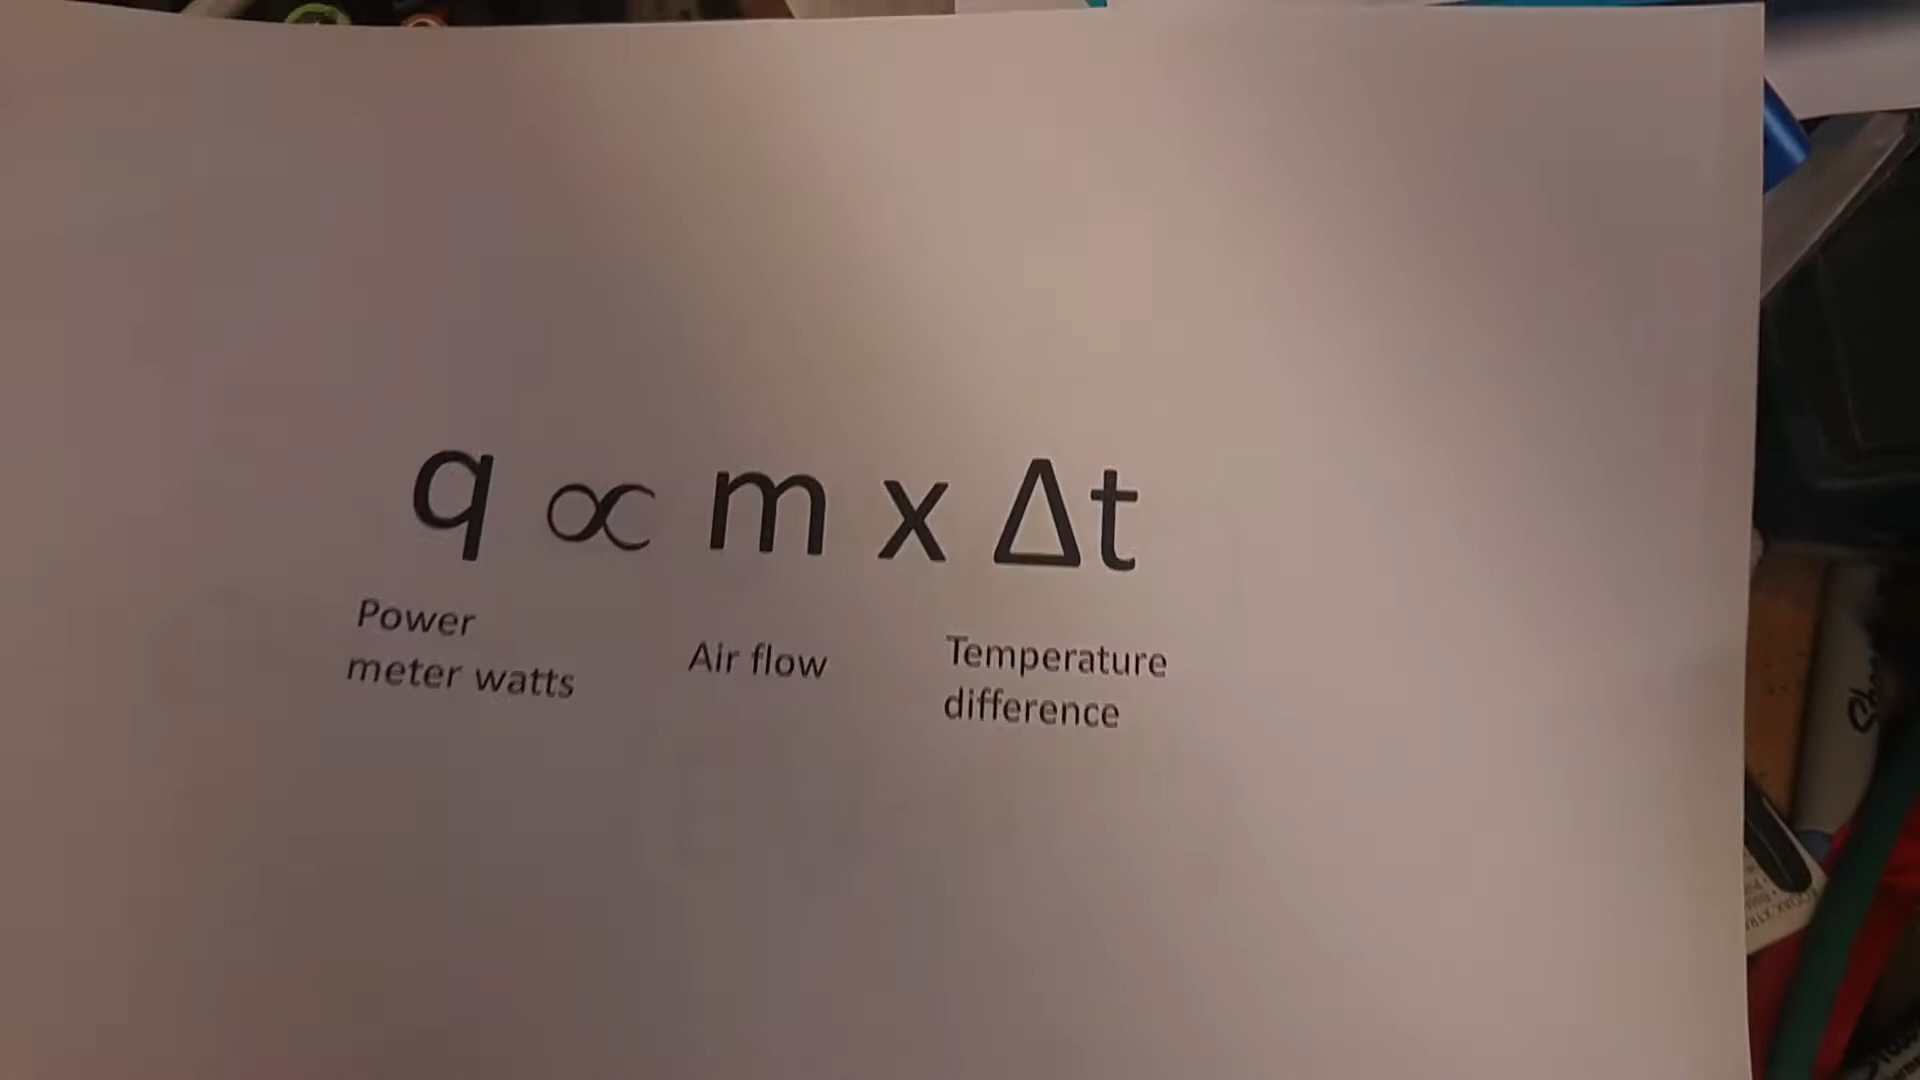 q ∝ m x Δt
Power
meter watts
Air flow
Temperature
difference